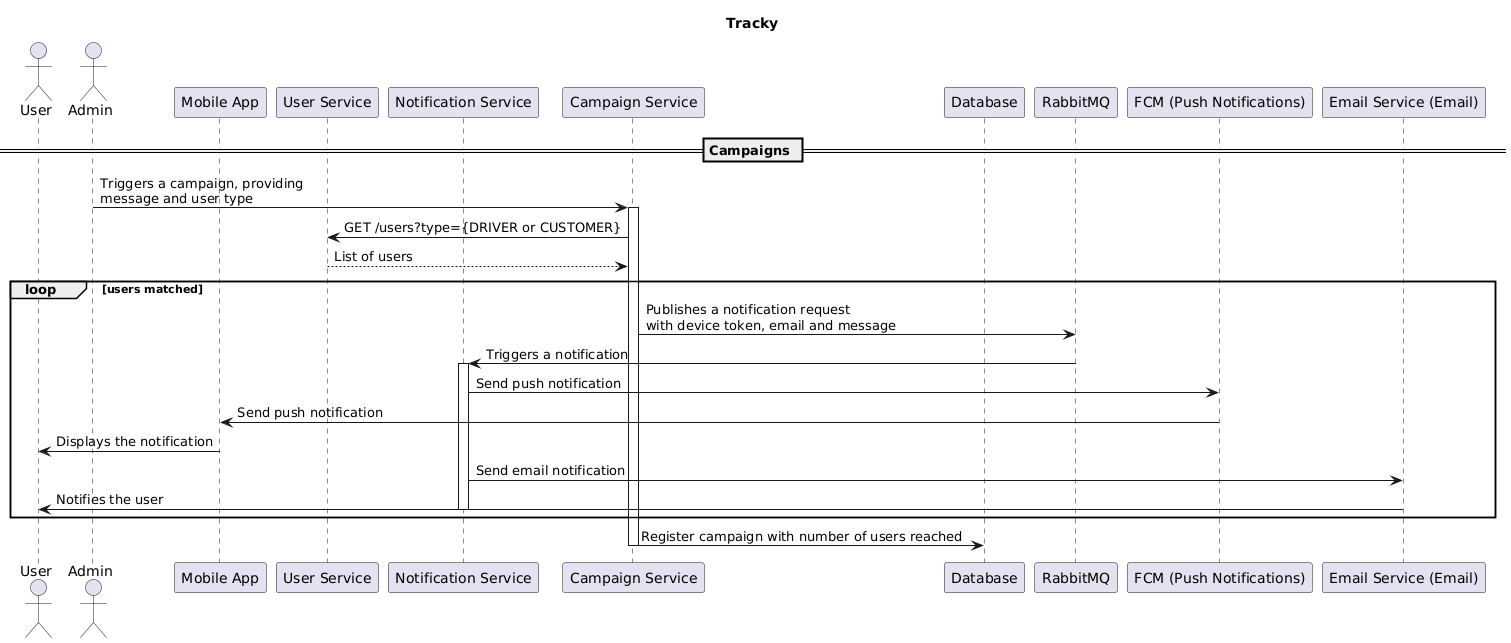 Tracky
User
Admin
Mobile App
User Service
Notification Service
Campaign Service
Database
RabbitMQ
FCM (Push Notifications)
Email Service (Email)
Campaigns
Triggers a campaign, providing
message and user type
GET /users?type={DRIVER or CUSTOMER}
List of users
loop
[users matched]
Publishes a notification request
with device token, email and message
Triggers a notification
Send push notification
Send push notification
Displays the notification
Send email notification
Notifies the user
Register campaign with number of users reached
User
Admin
Mobile App
User Service
Notification Service
Campaign Service
Database
RabbitMQ
FCM (Push Notifications)
Email Service (Email)